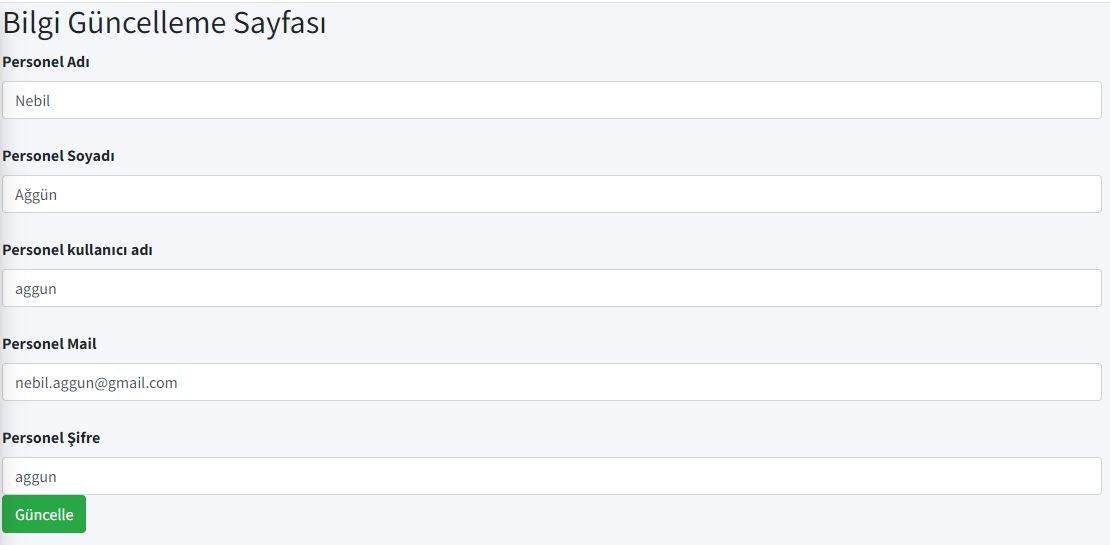 Bilgi Güncelleme Sayfası
Personel Adı
Nebil
Personel Soyadı
Ağgün
Personel kullanıcı adı
aggun
Personel Mail
nebil.aggun@gmail.com
Personel Şifre
aggun
Güncelle